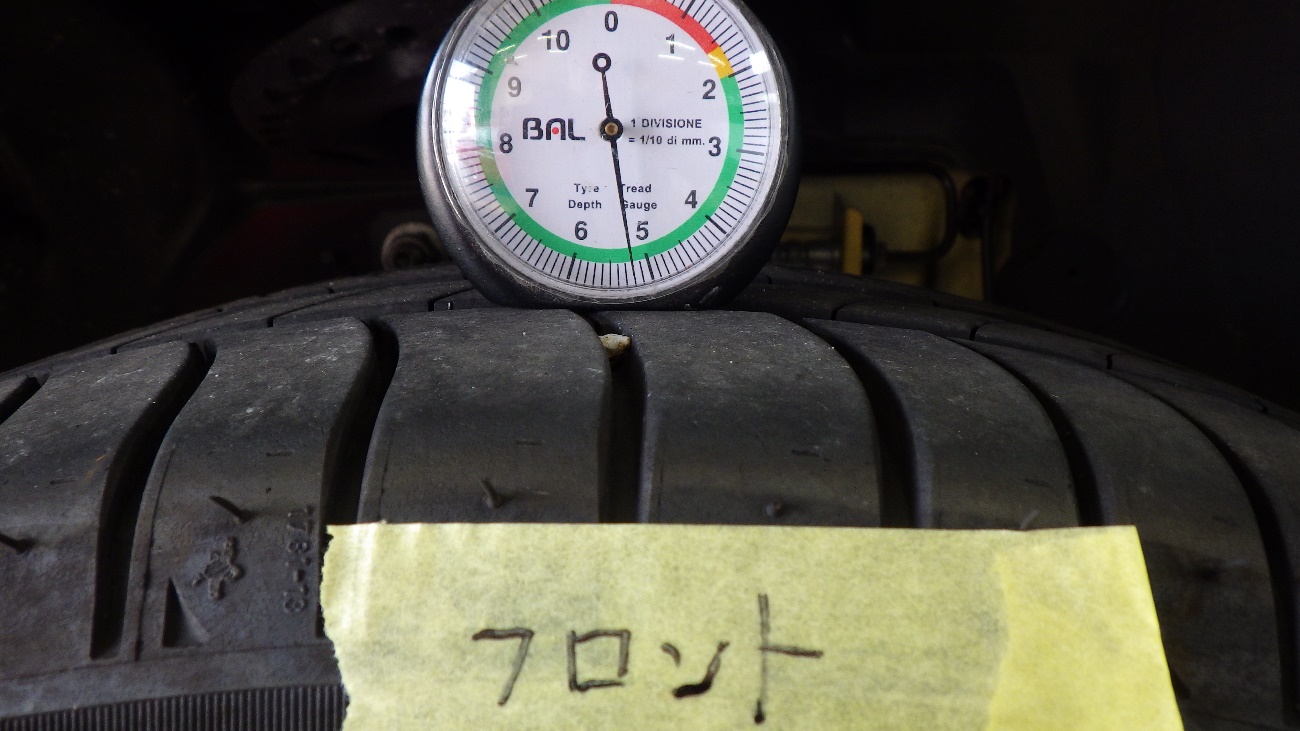 0
10
1
9
2
BAL
1 DIVISIONE
= 1/10 di mm.
8
3
Tyre Tread
Depth Gauge
7
4
6
5
フロント